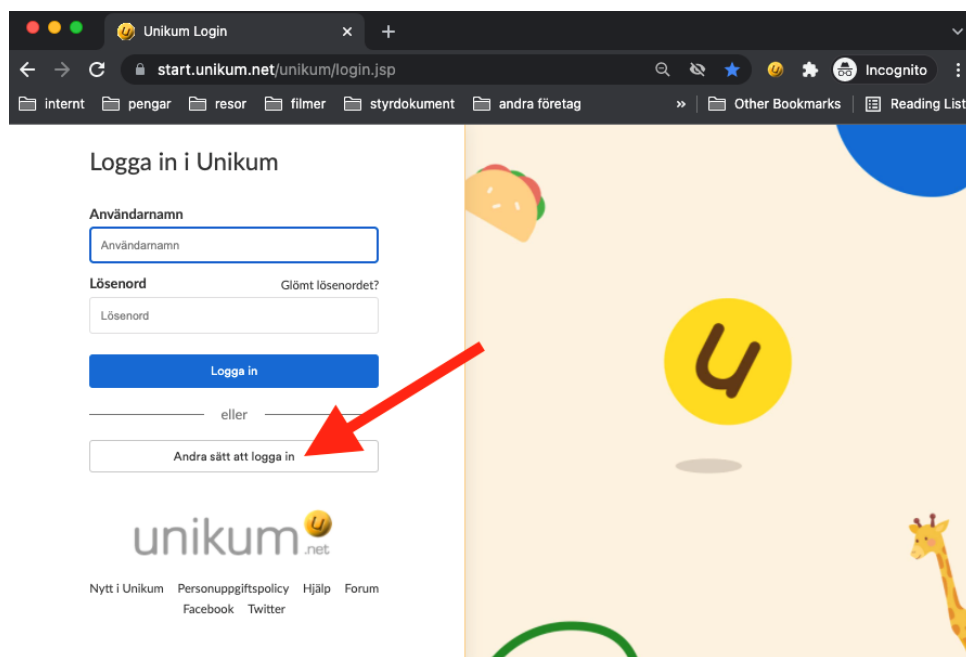 Unikum Login
start.unikum.net/unikum/login.jsp
Incognito
internt pengar resor filmer styrdokument andra företag » Other Bookmarks Reading List
Logga in i Unikum
Användarnamn
Användarnamn
Lösenord Glömt lösenordet?
Lösenord
Logga in
eller
Andra sätt att logga in
unikum.net
Nytt i Unikum Personuppgiftspolicy Hjälp Forum
Facebook Twitter